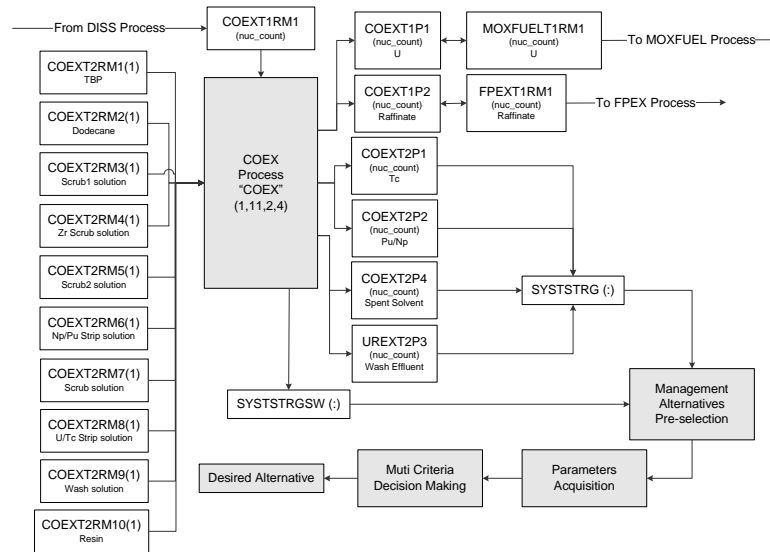 From DISS Process
COEXT1RM1
(nuc_count)
COEXT2RM1(1)
TBP
COEXT2RM2(1)
Dodecane
COEXT2RM3(1)
Scrub1 solution
COEXT2RM4(1)
Zr Scrub solution
COEXT2RM5(1)
Scrub2 solution
COEXT2RM6(1)
Np/Pu Strip solution
COEXT2RM7(1)
Scrub solution
COEXT2RM8(1)
U/Tc Strip solution
COEXT2RM9(1)
Wash solution
COEXT2RM10(1)
Resin
COEX
Process
“COEX”
(1,11,2,4)
COEXT1P1
(nuc_count)
U
MOXFUELT1RM1
(nuc_count)
U
To MOXFUEL Process
COEXT1P2
(nuc_count)
Raffinate
FPEXT1RM1
(nuc_count)
Raffinate
To FPEX Process
COEXT2P1
(nuc_count)
Tc
COEXT2P2
(nuc_count)
Pu/Np
COEXT2P4
(nuc_count)
Spent Solvent
UREXT2P3
(nuc_count)
Wash Effluent
SYSTSTRG (:)
SYSTSTRGSW (:)
Management
Alternatives
Pre-selection
Parameters
Acquisition
Muti Criteria
Decision Making
Desired Alternative